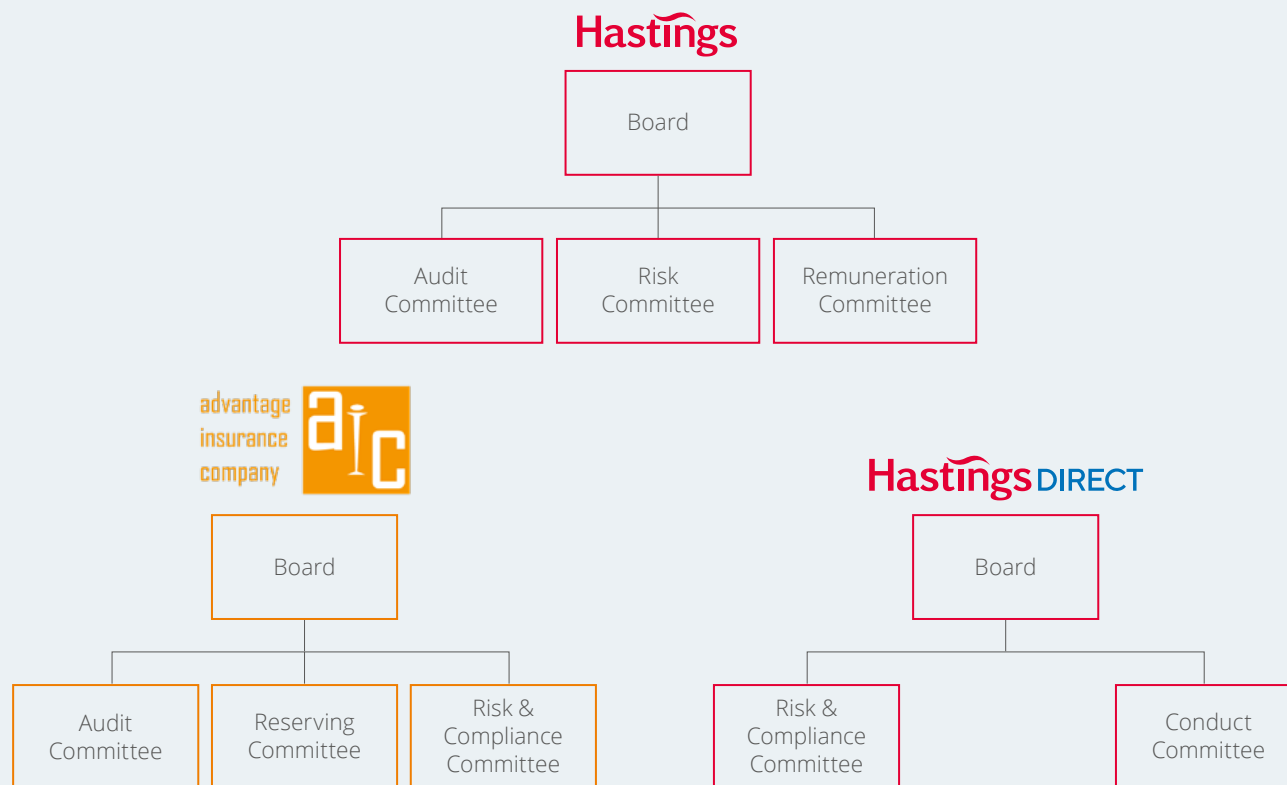 Hastings
Board
Audit
Committee
Risk
Committee
Remuneration
Committee
advantage
insurance
company
aic
Board
Audit
Committee
Reserving
Committee
Risk &
Compliance
Committee
Hastings DIRECT
Board
Risk &
Compliance
Committee
Conduct
Committee